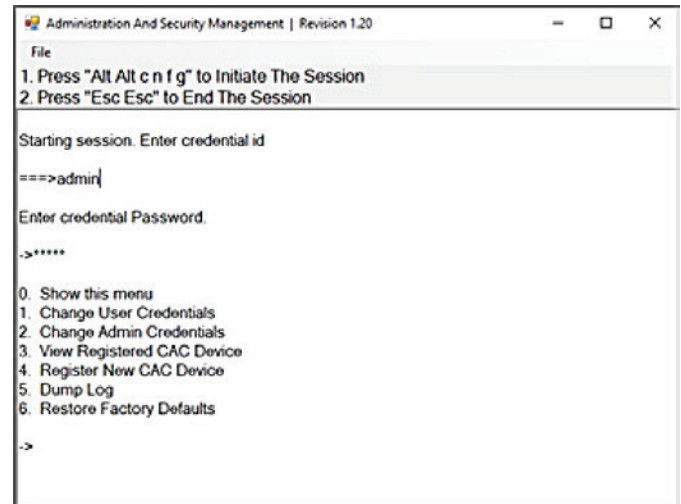 Administration And Security Management | Revision 1.20
File
1. Press "Alt Alt c n f g" to Initiate The Session
2. Press "Esc Esc" to End The Session
Starting session. Enter credential id
===>admin
Enter credential Password.
->*****
0. Show this menu
1. Change User Credentials
2. Change Admin Credentials
3. View Registered CAC Device
4. Register New CAC Device
5. Dump Log
6. Restore Factory Defaults
->